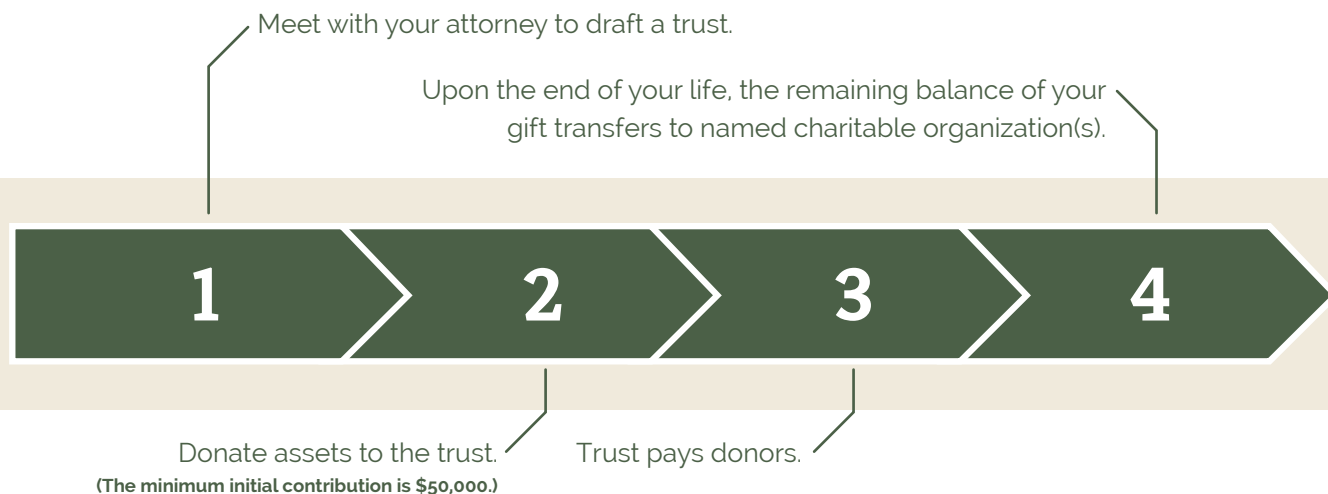 Meet with your attorney to draft a trust.
Upon the end of your life, the remaining balance of your
gift transfers to named charitable organization(s).
1
2
3
4
Donate assets to the trust.
(The minimum initial contribution is $50,000.)
Trust pays donors.